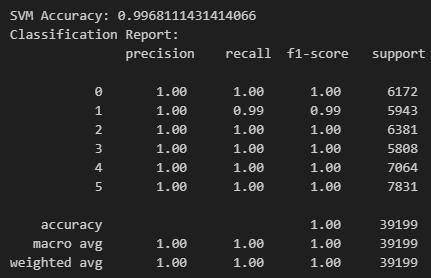 SVM Accuracy: 0.9968111431414066
Classification Report:
precision recall f1-score support
0 1.00 1.00 1.00 6172
1 1.00 0.99 0.99 5943
2 1.00 1.00 1.00 6381
3 1.00 1.00 1.00 5808
4 1.00 1.00 1.00 7064
5 1.00 1.00 1.00 7831
accuracy 1.00 39199
macro avg 1.00 1.00 1.00 39199
weighted avg 1.00 1.00 1.00 39199